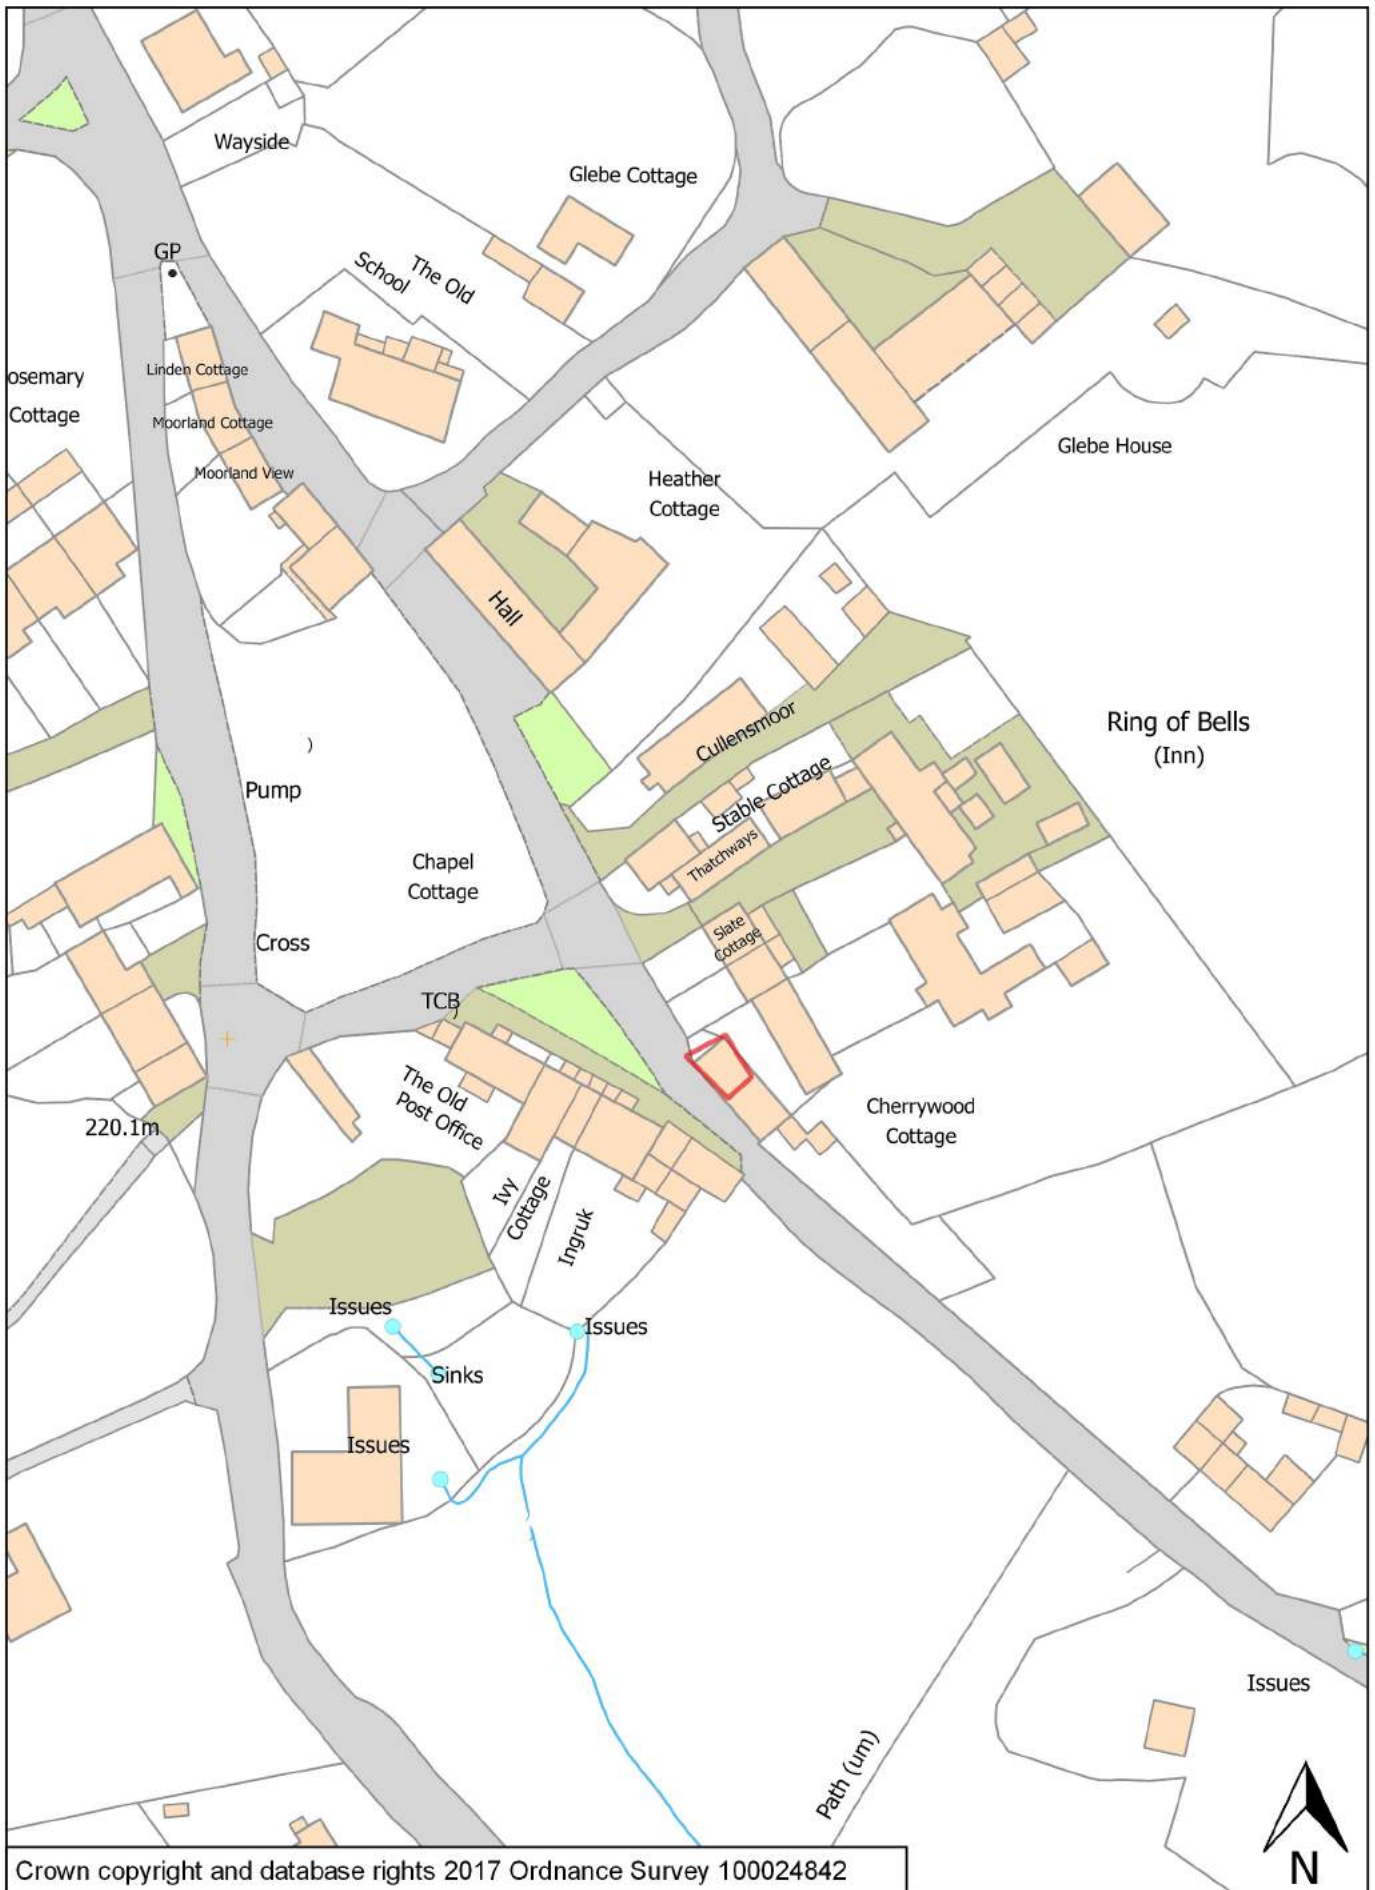 Wayside
Glebe Cottage
GP
The Old
School
Linden Cottage
osemary
Cottage
Moorland Cottage
Moorland View
Glebe House
Heather
Cottage
Hall
Cullensmoor
Ring of Bells
(Inn)
Stable Cottage
Pump
Thatchways
Chapel
Cottage
Slate
Cottage
Cross
TCB
The Old
Post Office
Cherrywood
Cottage
220.1m
Ivy
Cottage
Ingruk
Issues
Issues
Sinks
Issues
Issues
Path (um)
N
Crown copyright and database rights 2017 Ordnance Survey 100024842